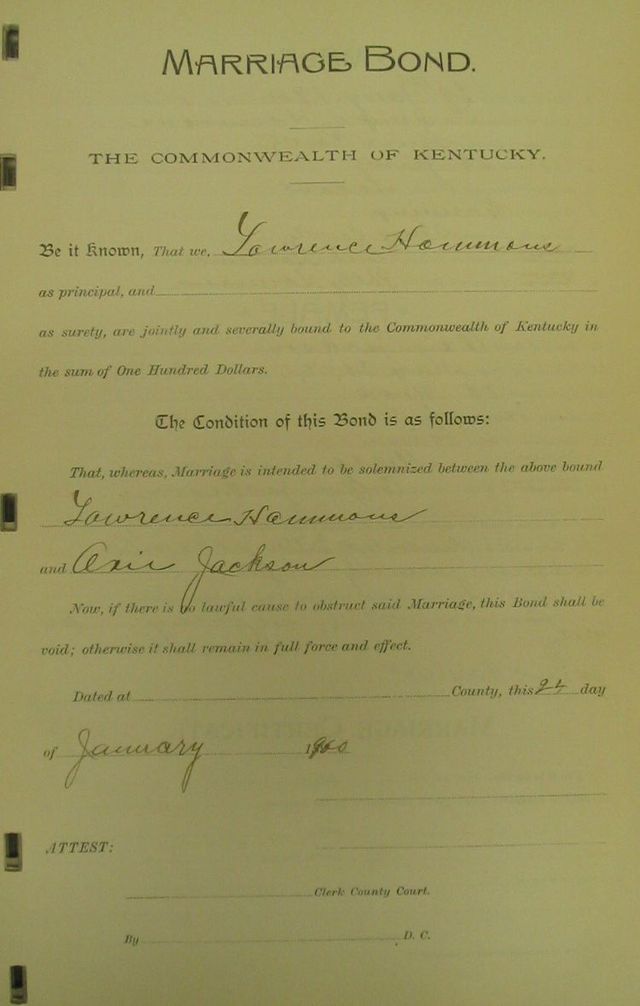 MARRIAGE BOND.
THE COMMONWEALTH OF KENTUCKY.
Be it Known, That we, Lawrence Hammons
as principal, and
as surety, are jointly and severally bound to the Commonwealth of Kentucky in
the sum of One Hundred Dollars.
The Condition of this Bond is as follows:
That, whereas, Marriage is intended to be solemnized between the above bound
Lawrence Hammons
and Jackson
Now, if there is no lawful cause to obstruct said Marriage, this Bond shall be
void; otherwise it shall remain in full force and effect.
Dated at County, this day
of January 1900
ATTEST:
Clerk County Court.
By D. C.